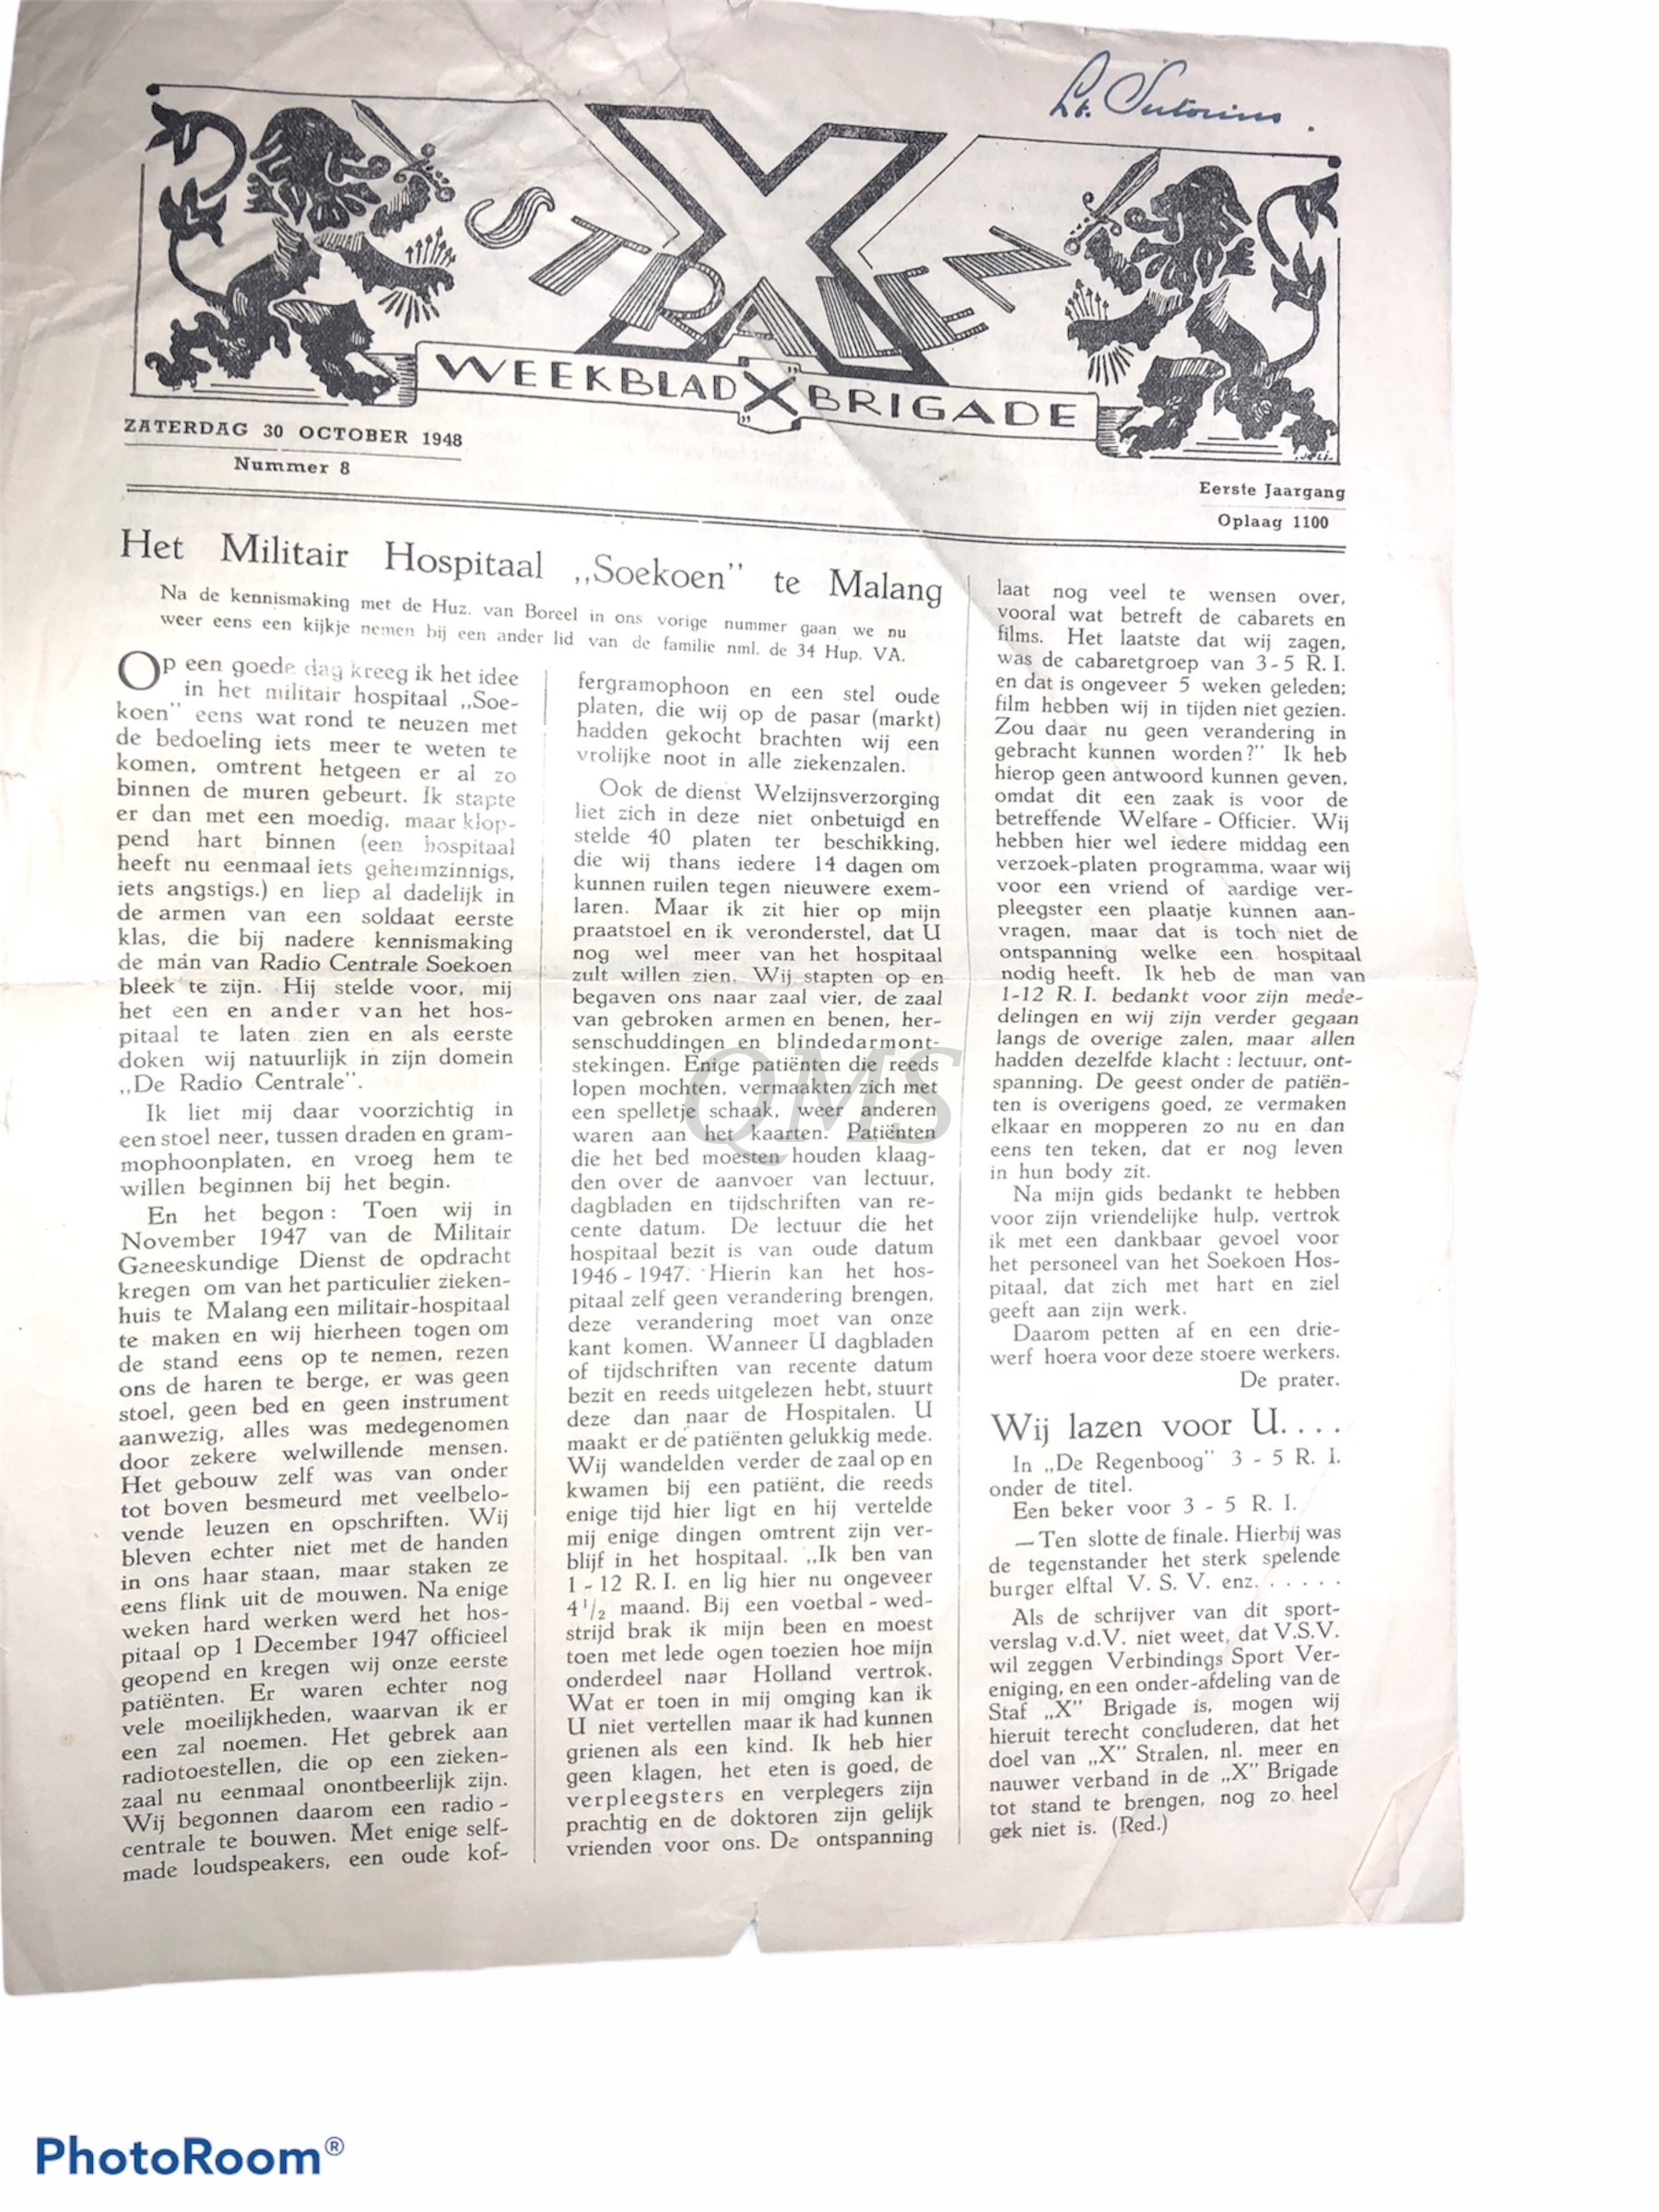 Lt. Sutorius.
X
STRALEN
WEEKBLAD „X” BRIGADE
ZATERDAG 30 OCTOBER 1948
Nummer 8
Eerste Jaargang
Oplaag 1100
Het Militair Hospitaal „Soekoen” te Malang
Na de kennismaking met de Huz. van Boreel in ons vorige nummer gaan we nu
weer eens een kijkje nemen bij een ander lid van de familie nml. de 34 Hup. VA.
Op een goede dag kreeg ik het idee
in het militair hospitaal „Soe-
koen” eens wat rond te neuzen met
de bedoeling iets meer te weten te
komen, omtrent hetgeen er al zo
binnen de muren gebeurt. Ik stapte
er dan met een moedig, maar klop-
pend hart binnen (een hospitaal
heeft nu eenmaal iets geheimzinnigs,
iets angstigs.) en liep al dadelijk in
de armen van een soldaat eerste
klas, die bij nadere kennismaking
de man van Radio Centrale Soekoen
bleek te zijn. Hij stelde voor, mij
het een en ander van het hos-
pitaal te laten zien en als eerste
doken wij natuurlijk in zijn domein
„De Radio Centrale”.
Ik liet mij daar voorzichtig in
een stoel neer, tussen draden en gram-
mophoonplaten, en vroeg hem te
willen beginnen bij het begin.
En het begon: Toen wij in
November 1947 van de Militair
Geneeskundige Dienst de opdracht
kregen om van het particulier zieken-
huis te Malang een militair-hospitaal
te maken en wij hierheen togen om
de stand eens op te nemen, rezen
ons de haren te berge, er was geen
stoel, geen bed en geen instrument
aanwezig, alles was medegenomen
door zekere welwillende mensen.
Het gebouw zelf was van onder
tot boven besmeurd met veelbelo-
vende leuzen en opschriften. Wij
bleven echter niet met de handen
in ons haar staan, maar staken ze
eens flink uit de mouwen. Na enige
weken hard werken werd het hos-
pitaal op 1 December 1947 officieel
geopend en kregen wij onze eerste
patiënten. Er waren echter nog
vele moeilijkheden, waarvan ik er
een zal noemen. Het gebrek aan
radiotoestellen, die op een zieken-
zaal nu eenmaal onontbeerlijk zijn.
Wij begonnen daarom een radio -
centrale te bouwen. Met enige self-
made loudspeakers, een oude kof-
fergramophoon en een stel oude
platen, die wij op de pasar (markt)
hadden gekocht brachten wij een
vrolijke noot in alle ziekenzalen.
Ook de dienst Welzijnsverzorging
liet zich in deze niet onbetuigd en
stelde 40 platen ter beschikking,
die wij thans iedere 14 dagen om
kunnen ruilen tegen nieuwere exem-
laren. Maar ik zit hier op mijn
praatstoel en ik veronderstel, dat U
nog wel meer van het hospitaal
zult willen zien. Wij stapten op en
begaven ons naar zaal vier, de zaal
van gebroken armen en benen, her-
senschuddingen en blindedarmont-
stekingen. Enige patiënten die reeds
lopen mochten, vermaakten zich met
een spelletje schaak, weer anderen
waren aan het kaarten. Patiënten
die het bed moesten houden klaag-
den over de aanvoer van lectuur,
dagbladen en tijdschriften van re-
cente datum. De lectuur die het
hospitaal bezit is van oude datum
1946 - 1947. Hierin kan het hos-
pitaal zelf geen verandering brengen,
deze verandering moet van onze
kant komen. Wanneer U dagbladen
of tijdschriften van recente datum
bezit en reeds uitgelezen hebt, stuurt
deze dan naar de Hospitalen. U
maakt er de patiënten gelukkig mede.
Wij wandelden verder de zaal op en
kwamen bij een patiënt, die reeds
enige tijd hier ligt en hij vertelde
mij enige dingen omtrent zijn ver-
blijf in het hospitaal. „Ik ben van
1 - 12 R. I. en lig hier nu ongeveer
4 1/2 maand. Bij een voetbal - wed-
strijd brak ik mijn been en moest
toen met lede ogen toezien hoe mijn
onderdeel naar Holland vertrok.
Wat er toen in mij omging kan ik
U niet vertellen maar ik had kunnen
grienen als een kind. Ik heb hier
geen klagen, het eten is goed, de
verpleegsters en verplegers zijn
prachtig en de doktoren zijn gelijk
vrienden voor ons. De ontspanning
laat nog veel te wensen over,
vooral wat betreft de cabarets en
films. Het laatste dat wij zagen,
was de cabaretgroep van 3-5 R. I.
en dat is ongeveer 5 weken geleden;
film hebben wij in tijden niet gezien.
Zou daar nu geen verandering in
gebracht kunnen worden?” Ik heb
hierop geen antwoord kunnen geven,
omdat dit een zaak is voor de
betreffende Welfare - Officier. Wij
hebben hier wel iedere middag een
verzoek-platen programma, waar wij
voor een vriend of aardige ver-
pleegster een plaatje kunnen aan-
vragen, maar dat is toch niet de
ontspanning welke een hospitaal
nodig heeft. Ik heb de man van
1-12 R. I. bedankt voor zijn mede-
delingen en wij zijn verder gegaan
langs de overige zalen, maar allen
hadden dezelfde klacht : lectuur, ont-
spanning. De geest onder de patiën-
ten is overigens goed, ze vermaken
elkaar en mopperen zo nu en dan
eens ten teken, dat er nog leven
in hun body zit.
Na mijn gids bedankt te hebben
voor zijn vriendelijke hulp, vertrok
ik met een dankbaar gevoel voor
het personeel van het Soekoen Hos-
pitaal, dat zich met hart en ziel
geeft aan zijn werk.
Daarom petten af en een drie-
werf hoera voor deze stoere werkers.
De prater.
Wij lazen voor U. . . .
In „De Regenboog” 3 - 5 R. I.
onder de titel.
Een beker voor 3 - 5 R. I.
— Ten slotte de finale. Hierbij was
de tegenstander het sterk spelende
burger elftal V. S. V. enz. . . . . .
Als de schrijver van dit sport-
verslag v.d.V. niet weet, dat V.S.V.
wil zeggen Verbindings Sport Ver-
eniging, en een onder-afdeling van de
Staf „X” Brigade is, mogen wij
hieruit terecht concluderen, dat het
doel van „X” Stralen, nl. meer en
nauwer verband in de „X” Brigade
tot stand te brengen, nog zo heel
gek niet is. (Red.)
QMS
PhotoRoom®